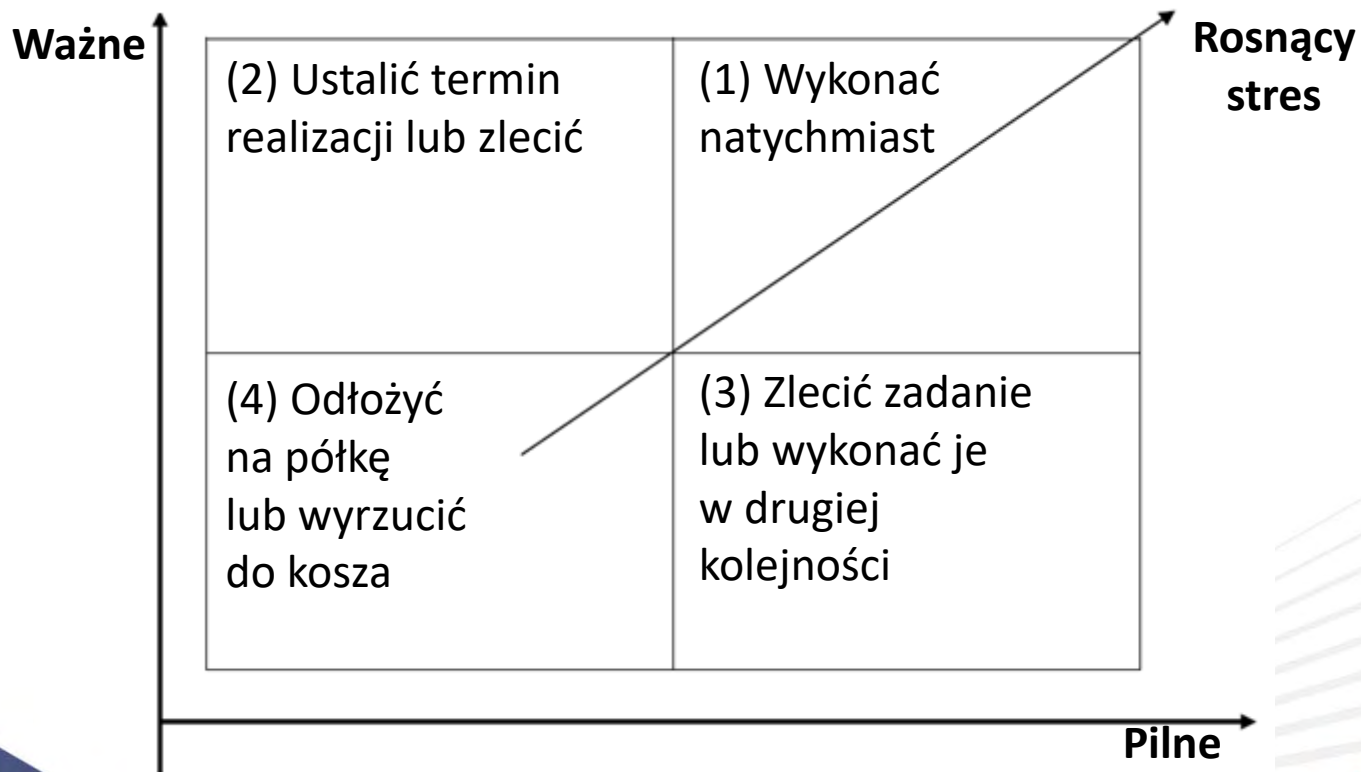 Ważne
Rosnący
stres
(2) Ustalić termin
realizacji lub zlecić
(1) Wykonać
natychmiast
(4) Odłożyć
na półkę
lub wyrzucić
do kosza
(3) Zlecić zadanie
lub wykonać je
w drugiej
kolejności
Pilne